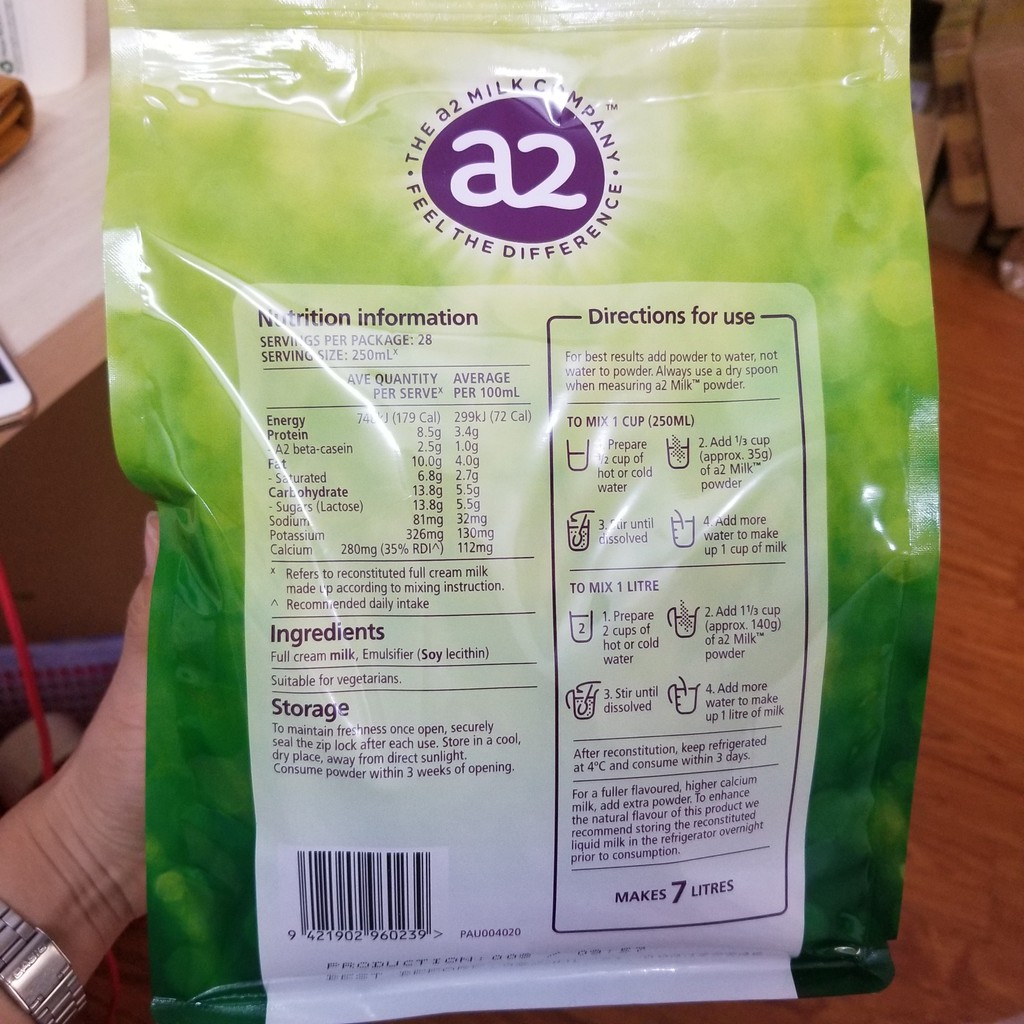 THE a2 MILK COMPANY™
a2
FEEL THE DIFFERENCE
Nutrition information
SERVINGS PER PACKAGE: 28
SERVING SIZE: 250mLˣ
AVE QUANTITY PER SERVEˣ AVERAGE PER 100mL
Energy (179 Cal) 299kJ (72 Cal)
Protein 8.5g 3.4g
- A2 beta-casein 2.5g 1.0g
Fat 10.0g 4.0g
- Saturated 6.8g 2.7g
Carbohydrate 13.8g 5.5g
- Sugars (Lactose) 13.8g 5.5g
Sodium 81mg 32mg
Potassium 326mg 130mg
Calcium 280mg (35% RDI^) 112mg
ˣ Refers to reconstituted full cream milk
made up according to mixing instruction.
^ Recommended daily intake
Ingredients
Full cream milk, Emulsifier (Soy lecithin)
Suitable for vegetarians.
Storage
To maintain freshness once open, securely
seal the zip lock after each use. Store in a cool,
dry place, away from direct sunlight.
Consume powder within 3 weeks of opening.
9 421902 960239 >
PAU004020
Directions for use
For best results add powder to water, not
water to powder. Always use a dry spoon
when measuring a2 Milk™ powder.
TO MIX 1 CUP (250ML)
1. Prepare
½ cup of
hot or cold
water
2. Add ⅓ cup
(approx. 35g)
of a2 Milk™
powder
3. Stir until
dissolved
4. Add more
water to make
up 1 cup of milk
TO MIX 1 LITRE
2
1. Prepare
2 cups of
hot or cold
water
2. Add 1⅓ cup
(approx. 140g)
of a2 Milk™
powder
3. Stir until
dissolved
4. Add more
water to make
up 1 litre of milk
After reconstitution, keep refrigerated
at 4°C and consume within 3 days.
For a fuller flavoured, higher calcium
milk, add extra powder. To enhance
the natural flavour of this product we
recommend storing the reconstituted
liquid milk in the refrigerator overnight
prior to consumption.
MAKES 7 LITRES
PRODUCTION:
BEST BEFORE